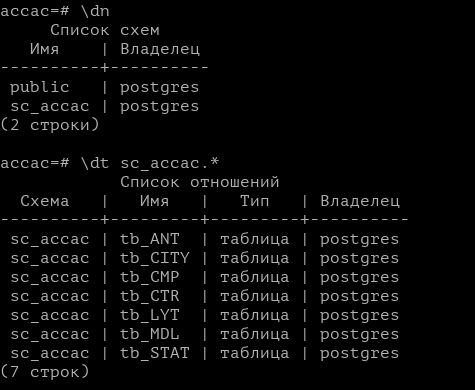 accac=# \dn
Список схем
Имя | Владелец
----------+----------
public | postgres
sc_accac | postgres
(2 строки)
accac=# \dt sc_accac.*
Список отношений
Схема | Имя | Тип | Владелец
----------+---------+---------+----------
sc_accac | tb_ANT | таблица | postgres
sc_accac | tb_CITY | таблица | postgres
sc_accac | tb_CMP | таблица | postgres
sc_accac | tb_CTR | таблица | postgres
sc_accac | tb_LYT | таблица | postgres
sc_accac | tb_MDL | таблица | postgres
sc_accac | tb_STAT | таблица | postgres
(7 строк)